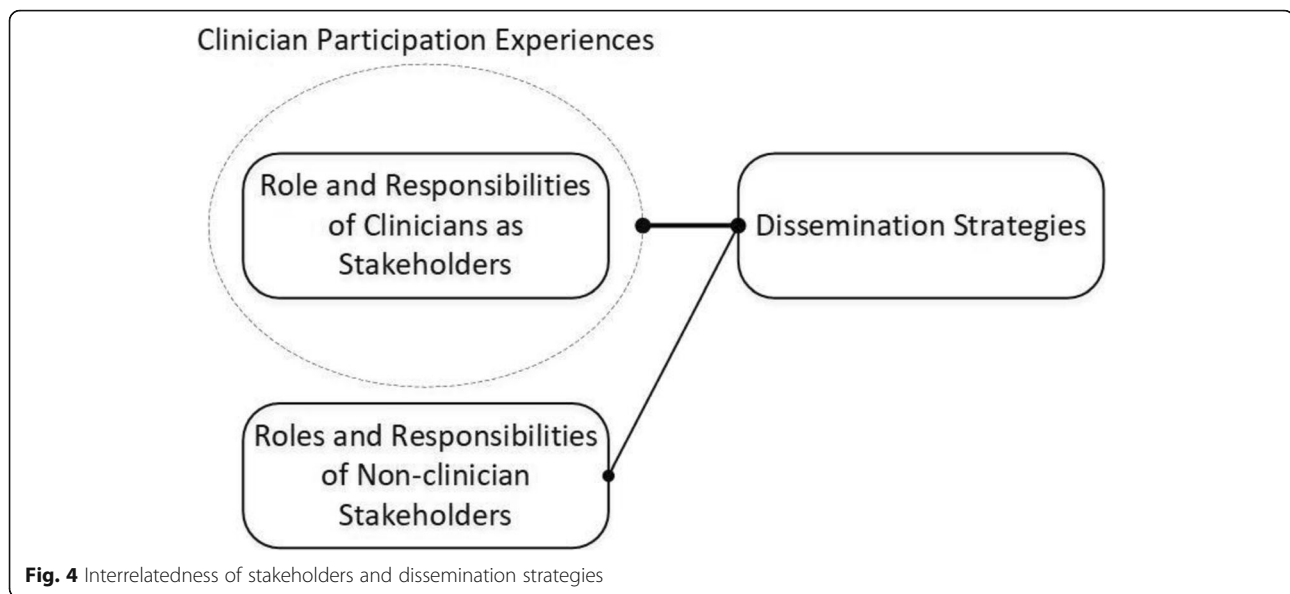 Clinician Participation Experiences
Role and Responsibilities
of Clinicians as
Stakeholders
Dissemination Strategies
Roles and Responsibilities
of Non-clinician
Stakeholders
Fig. 4 Interrelatedness of stakeholders and dissemination strategies